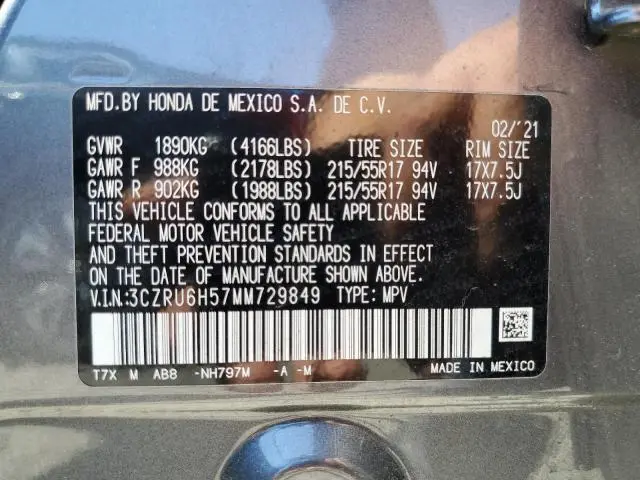 MFD.BY HONDA DE MEXICO S.A. DE C.V.
02/'21
GVWR 1890KG (4166LBS) TIRE SIZE RIM SIZE
GAWR F 988KG (2178LBS) 215/55R17 94V 17X7.5J
GAWR R 902KG (1988LBS) 215/55R17 94V 17X7.5J
THIS VEHICLE CONFORMS TO ALL APPLICABLE
FEDERAL MOTOR VEHICLE SAFETY
AND THEFT PREVENTION STANDARDS IN EFFECT
ON THE DATE OF MANUFACTURE SHOWN ABOVE.
V.I.N.:3CZRU6H57MM729849 TYPE: MPV
T7X M AB8 -NH797M -A -M
MADE IN MEXICO